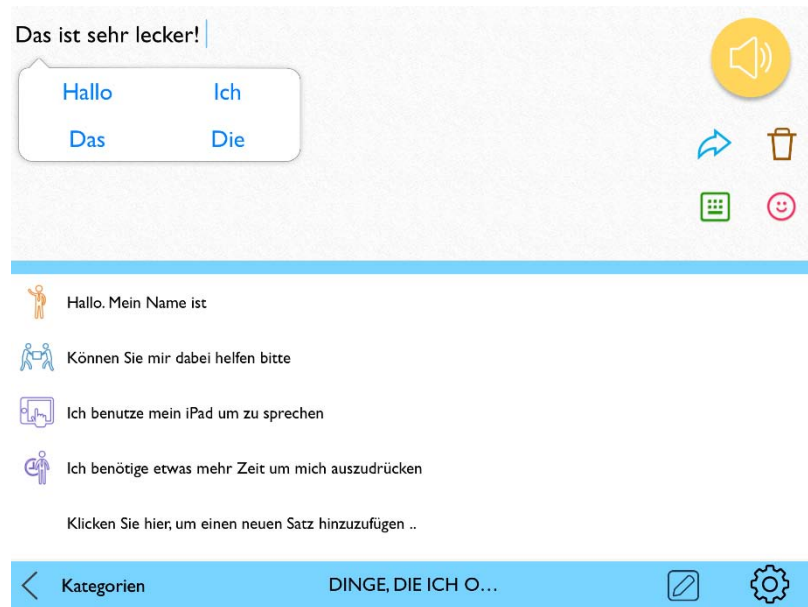 Das ist sehr lecker!
Hallo Ich
Das Die
Hallo. Mein Name ist
Können Sie mir dabei helfen bitte
Ich benutze mein iPad um zu sprechen
Ich benötige etwas mehr Zeit um mich auszudrücken
Klicken Sie hier, um einen neuen Satz hinzuzufügen ..
Kategorien DINGE, DIE ICH O...